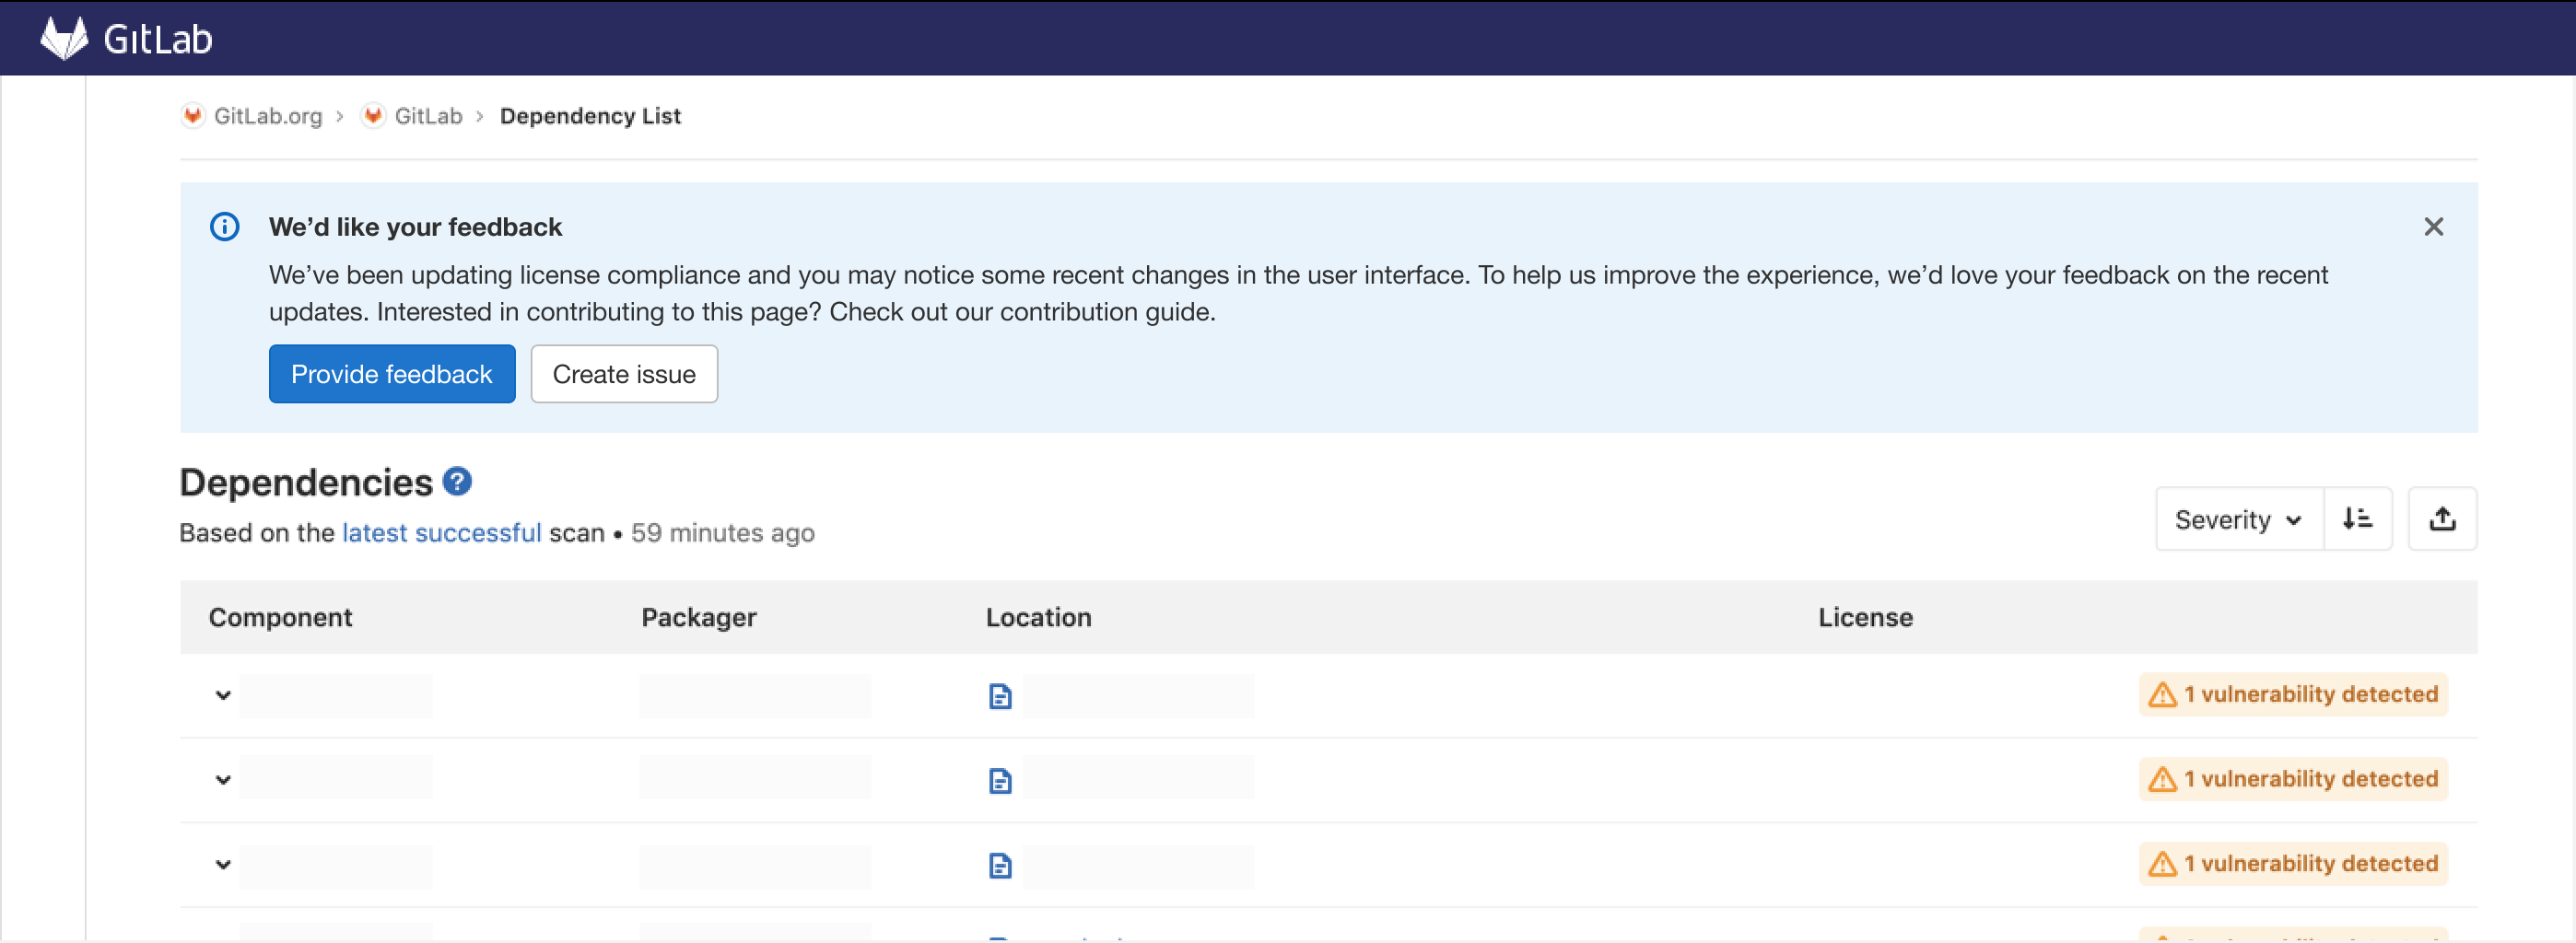 GitLab
GitLab.org › GitLab › Dependency List
We’d like your feedback
We’ve been updating license compliance and you may notice some recent changes in the user interface. To help us improve the experience, we’d love your feedback on the recent
updates. Interested in contributing to this page? Check out our contribution guide.
Provide feedback Create issue
Dependencies
Based on the latest successful scan • 59 minutes ago
Severity
Component Packager Location License
1 vulnerability detected
1 vulnerability detected
1 vulnerability detected